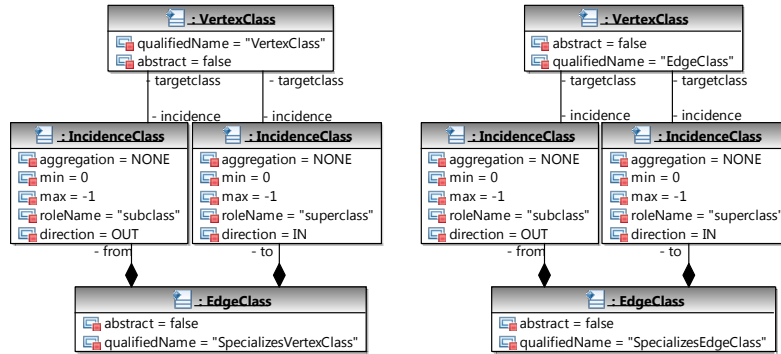 : VertexClass
qualifiedName = "VertexClass"
abstract = false
- targetclass
- targetclass
- incidence
- incidence
: IncidenceClass
aggregation = NONE
min = 0
max = -1
roleName = "subclass"
direction = OUT
- from
: IncidenceClass
aggregation = NONE
min = 0
max = -1
roleName = "superclass"
direction = IN
- to
: EdgeClass
abstract = false
qualifiedName = "SpecializesVertexClass"
: VertexClass
abstract = false
qualifiedName = "EdgeClass"
- targetclass
- targetclass
- incidence
- incidence
: IncidenceClass
aggregation = NONE
min = 0
max = -1
roleName = "subclass"
direction = OUT
- from
: IncidenceClass
aggregation = NONE
min = 0
max = -1
roleName = "superclass"
direction = IN
- to
: EdgeClass
abstract = false
qualifiedName = "SpecializesEdgeClass"